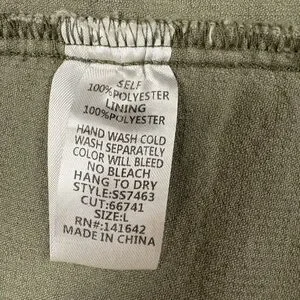 SELF
100%POLYESTER
LINING
100%POLYESTER
HAND WASH COLD
WASH SEPARATELY
COLOR WILL BLEED
NO BLEACH
HANG TO DRY
STYLE:SS7463
CUT:66741
SIZE:L
RN#:141642
MADE IN CHINA